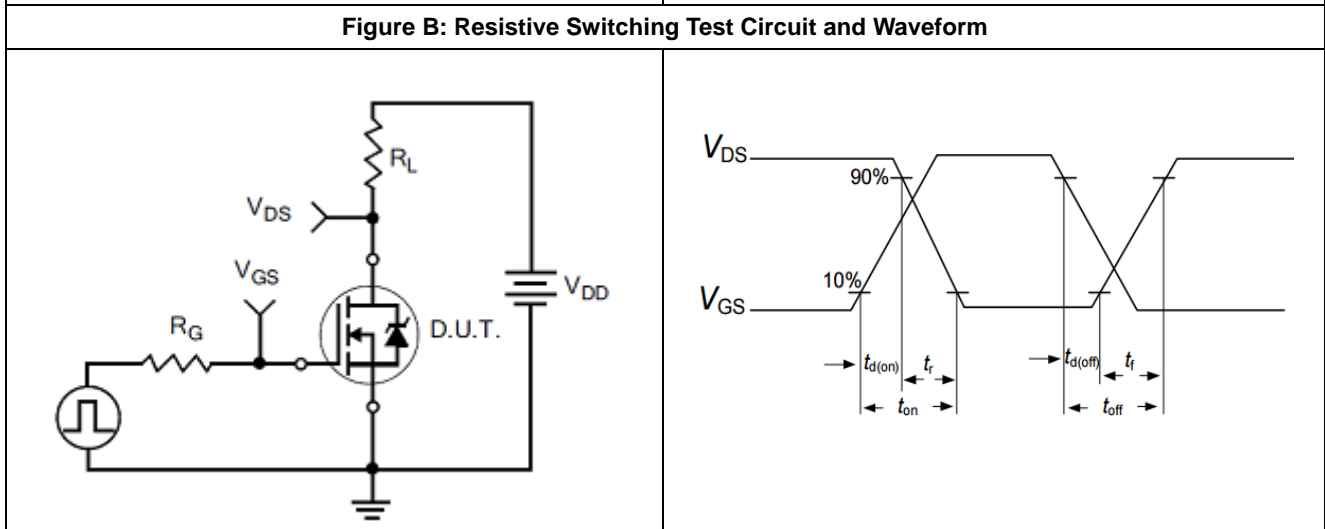 Figure B: Resistive Switching Test Circuit and Waveform
RL
VDS
VGS
VDD
RG
D.U.T.
VDS
90%
10%
VGS
td(on) tr
td(off) tf
ton
toff